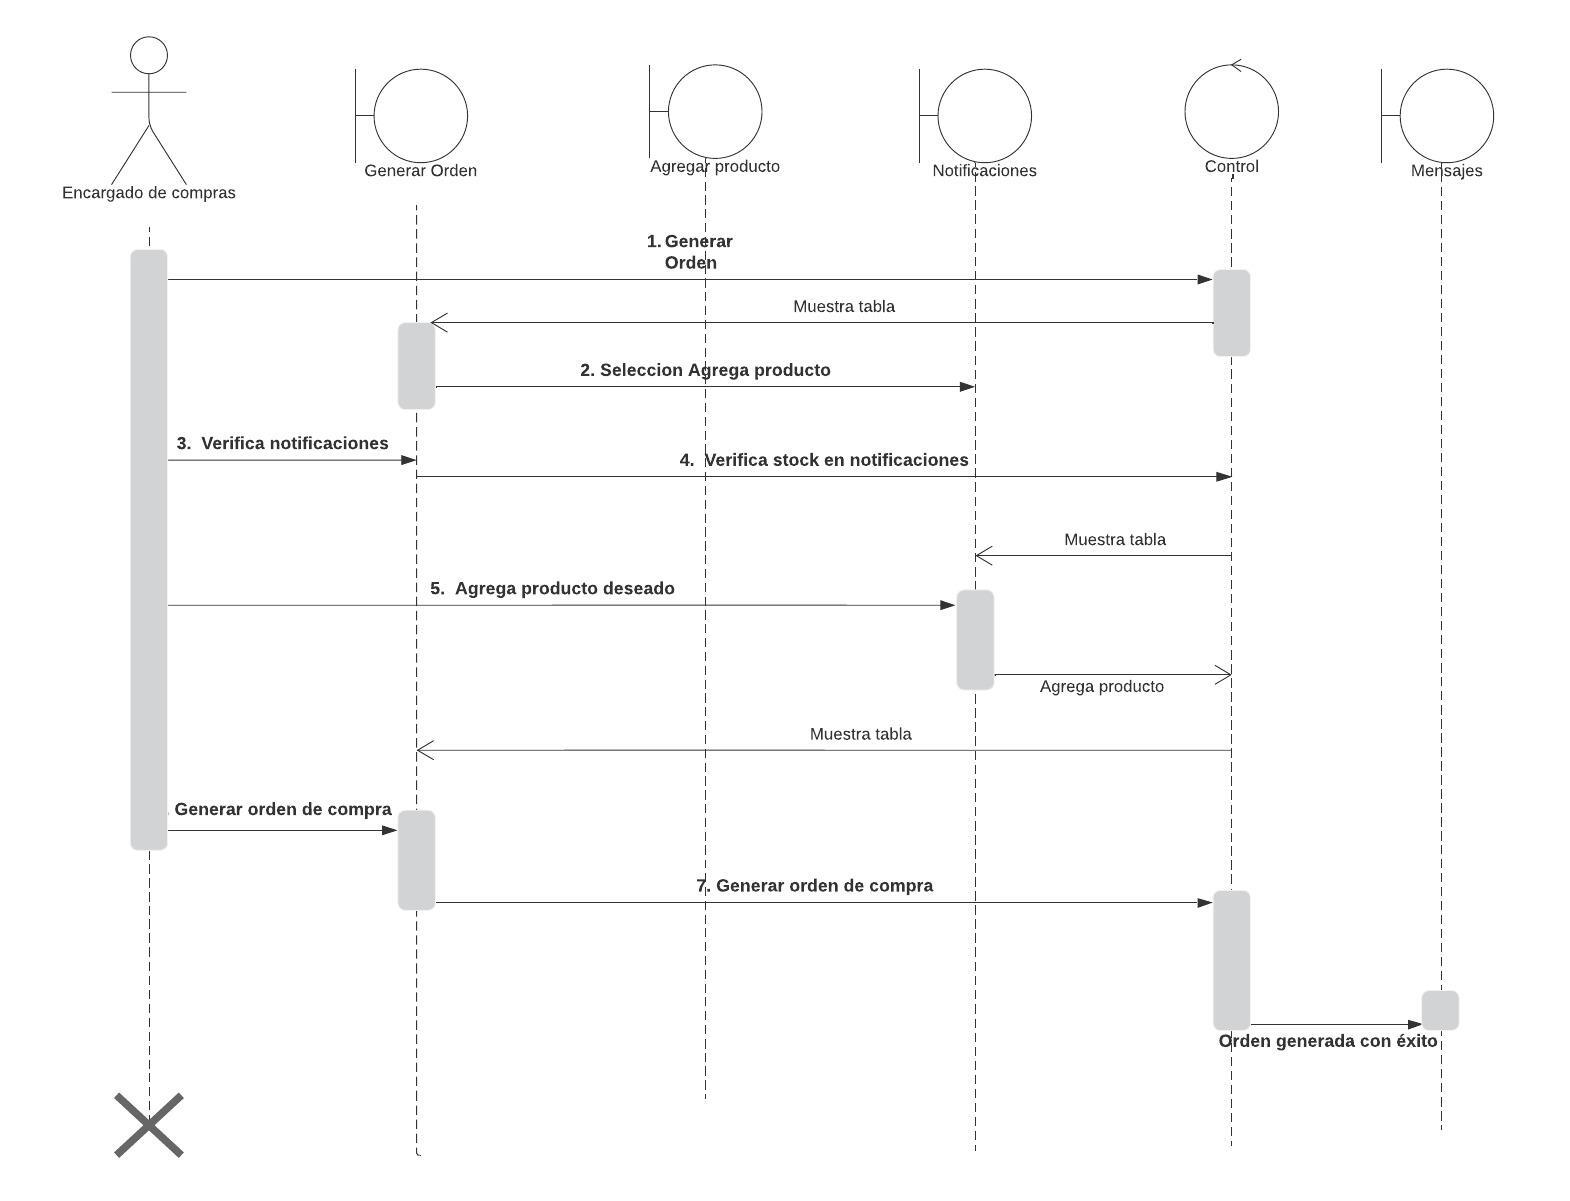 Encargado de compras
Generar Orden
Agregar producto
Notificaciones
Control
Mensajes
1. Generar
Orden
Muestra tabla
2. Seleccion Agrega producto
3. Verifica notificaciones
4. Verifica stock en notificaciones
Muestra tabla
5. Agrega producto deseado
Agrega producto
Muestra tabla
Generar orden de compra
7. Generar orden de compra
Orden generada con éxito